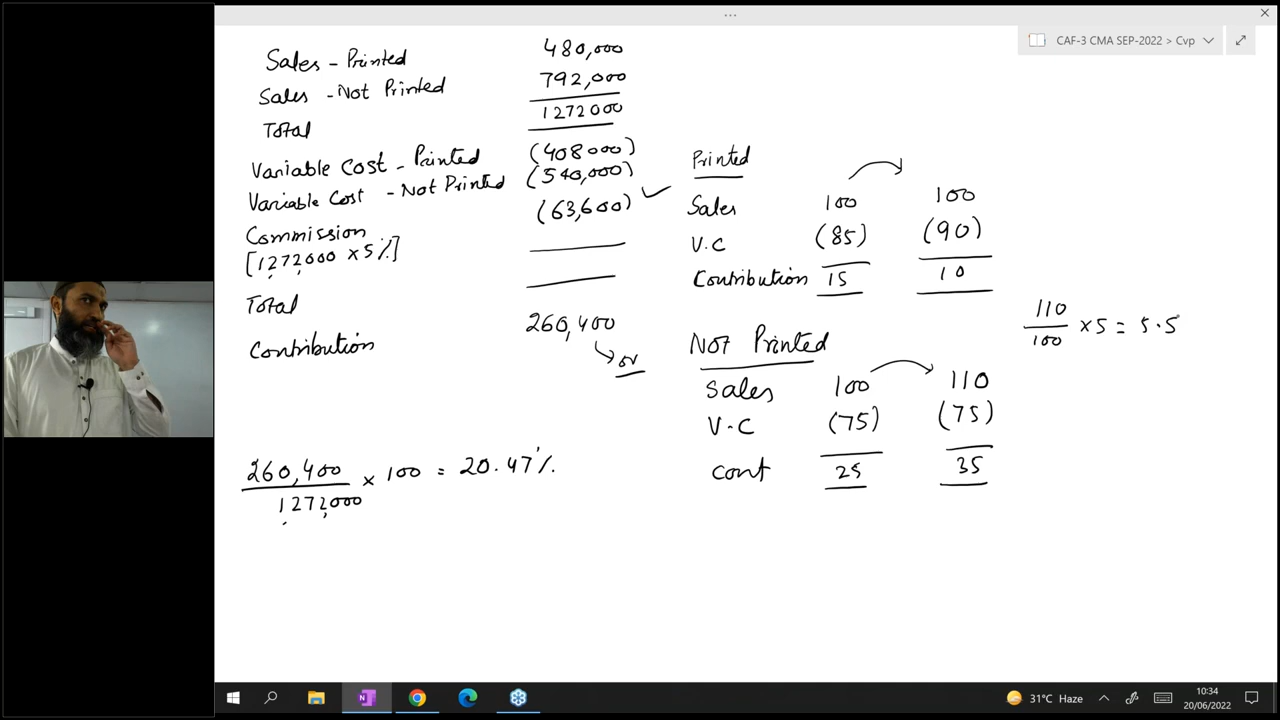 CAF-3 CMA SEP-2022 > Cvp
Sales - Printed 480,000
Sales - Not Printed 792,000
Total 1272000
Variable Cost - Printed (408000)
Variable Cost - Not Printed (540,000)
Commission (63,600) ✓
[1272000 x 5%]
Total
Contribution 260,400
or
260,400
1272000
x 100 = 20.47%
Printed
Sales 100 100
V.C (85) (90)
Contribution 15 10
110
100
x 5 = 5.5
NOT Printed
Sales 100 110
V.C (75) (75)
Cont 25 35
31°C Haze
10:34
20/06/2022